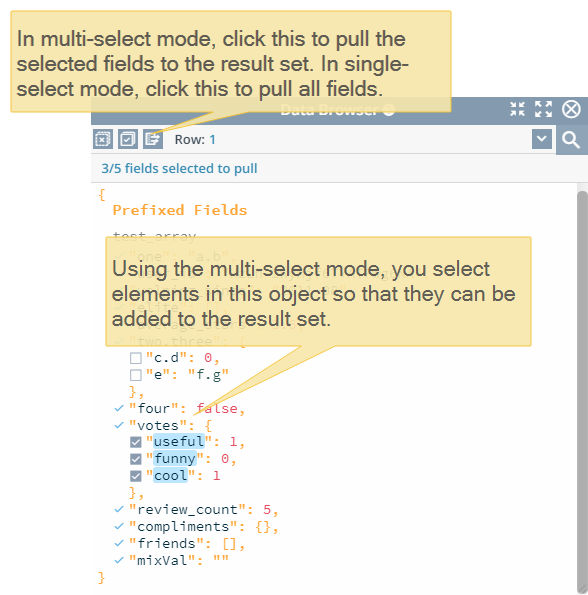 In multi-select mode, click this to pull the
selected fields to the result set. In single-
select mode, click this to pull all fields.
Data Browser
Row: 1
3/5 fields selected to pull
{
Prefixed Fields
test_array
"one": "a.b",
Using the multi-select mode, you select
elements in this object so that they can be
added to the result set.
"two.three": {
"c.d": 0,
"e": "f.g"
},
"four": false,
"votes": {
"useful": 1,
"funny": 0,
"cool": 1
},
"review_count": 5,
"compliments": {},
"friends": [],
"mixVal": ""
}